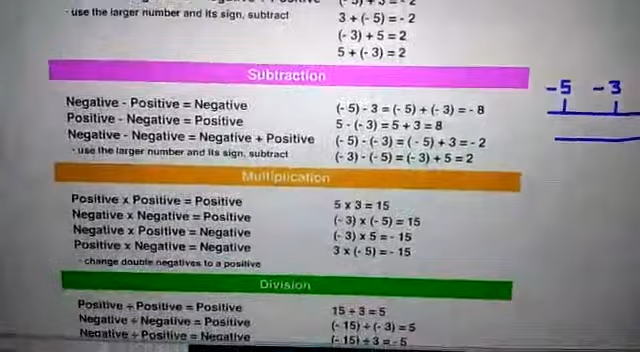 (- 5) + 3 = - 2
- use the larger number and its sign, subtract
3 + (- 5) = - 2
(- 3) + 5 = 2
5 + (- 3) = 2
Subtraction
-5 -3
Negative - Positive = Negative (- 5) - 3 = (- 5) + (- 3) = - 8
Positive - Negative = Positive 5 - (- 3) = 5 + 3 = 8
Negative - Negative = Negative + Positive (- 5) - (- 3) = (- 5) + 3 = - 2
- use the larger number and its sign, subtract (- 3) - (- 5) = (- 3) + 5 = 2
Multiplication
Positive x Positive = Positive 5 x 3 = 15
Negative x Negative = Positive (- 3) x (- 5) = 15
Negative x Positive = Negative (- 3) x 5 = - 15
Positive x Negative = Negative 3 x (- 5) = - 15
- change double negatives to a positive
Division
Positive ÷ Positive = Positive 15 ÷ 3 = 5
Negative ÷ Negative = Positive (- 15) ÷ (- 3) = 5
Negative ÷ Positive = Negative (- 15) ÷ 3 = - 5